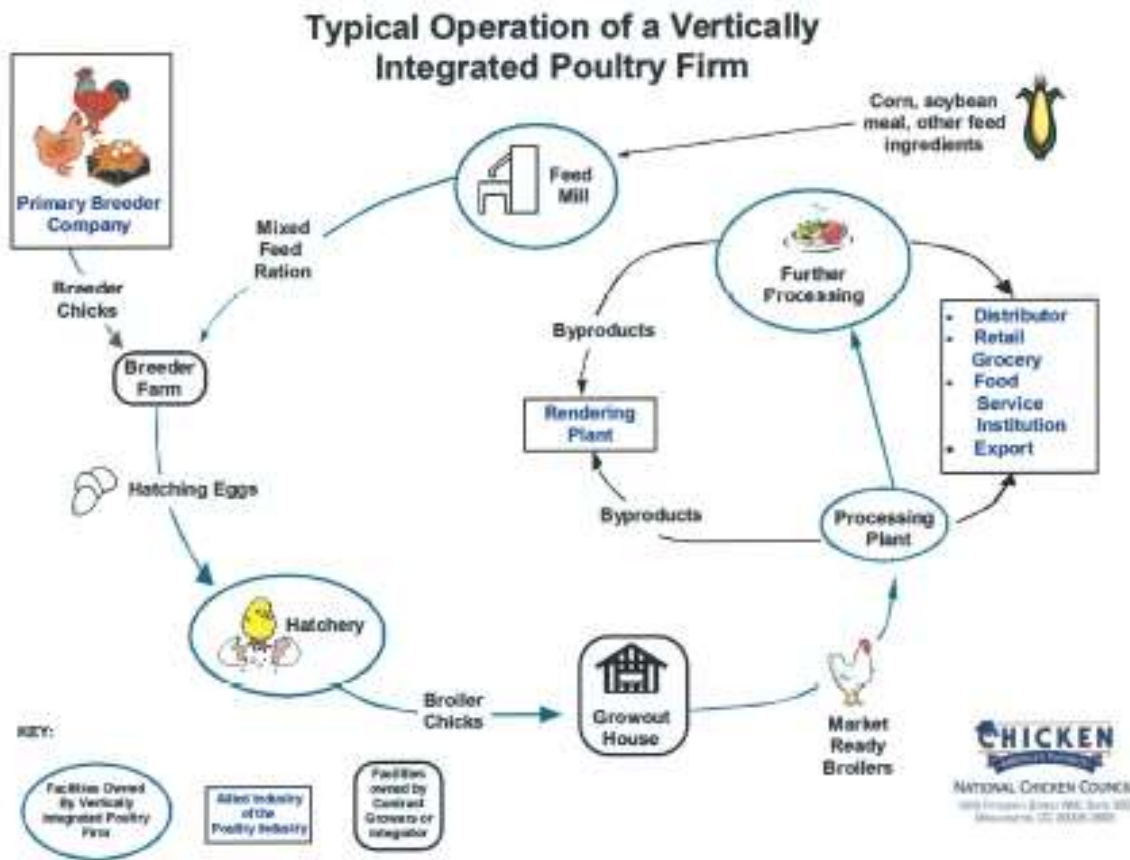 Typical Operation of a Vertically
Integrated Poultry Firm
Primary Breeder
Company
Corn, soybean
meal, other feed
ingredients
Feed
Mill
Mixed
Feed
Ration
Breeder
Chicks
Further
Processing
Byproducts
• Distributor
• Retail
Grocery
• Food
Service
Institution
• Export
Breeder
Farm
Rendering
Plant
Hatching Eggs
Byproducts
Processing
Plant
Hatchery
Broiler
Chicks
Growout
House
Market
Ready
Broilers
KEY:
Facilities Owned
By Vertically
Integrated Poultry
Firm
Allied Industry
of the
Poultry Industry
Facilities
owned by
Contract
Growers or
Integrator
CHICKEN
NATIONAL CHICKEN COUNCIL